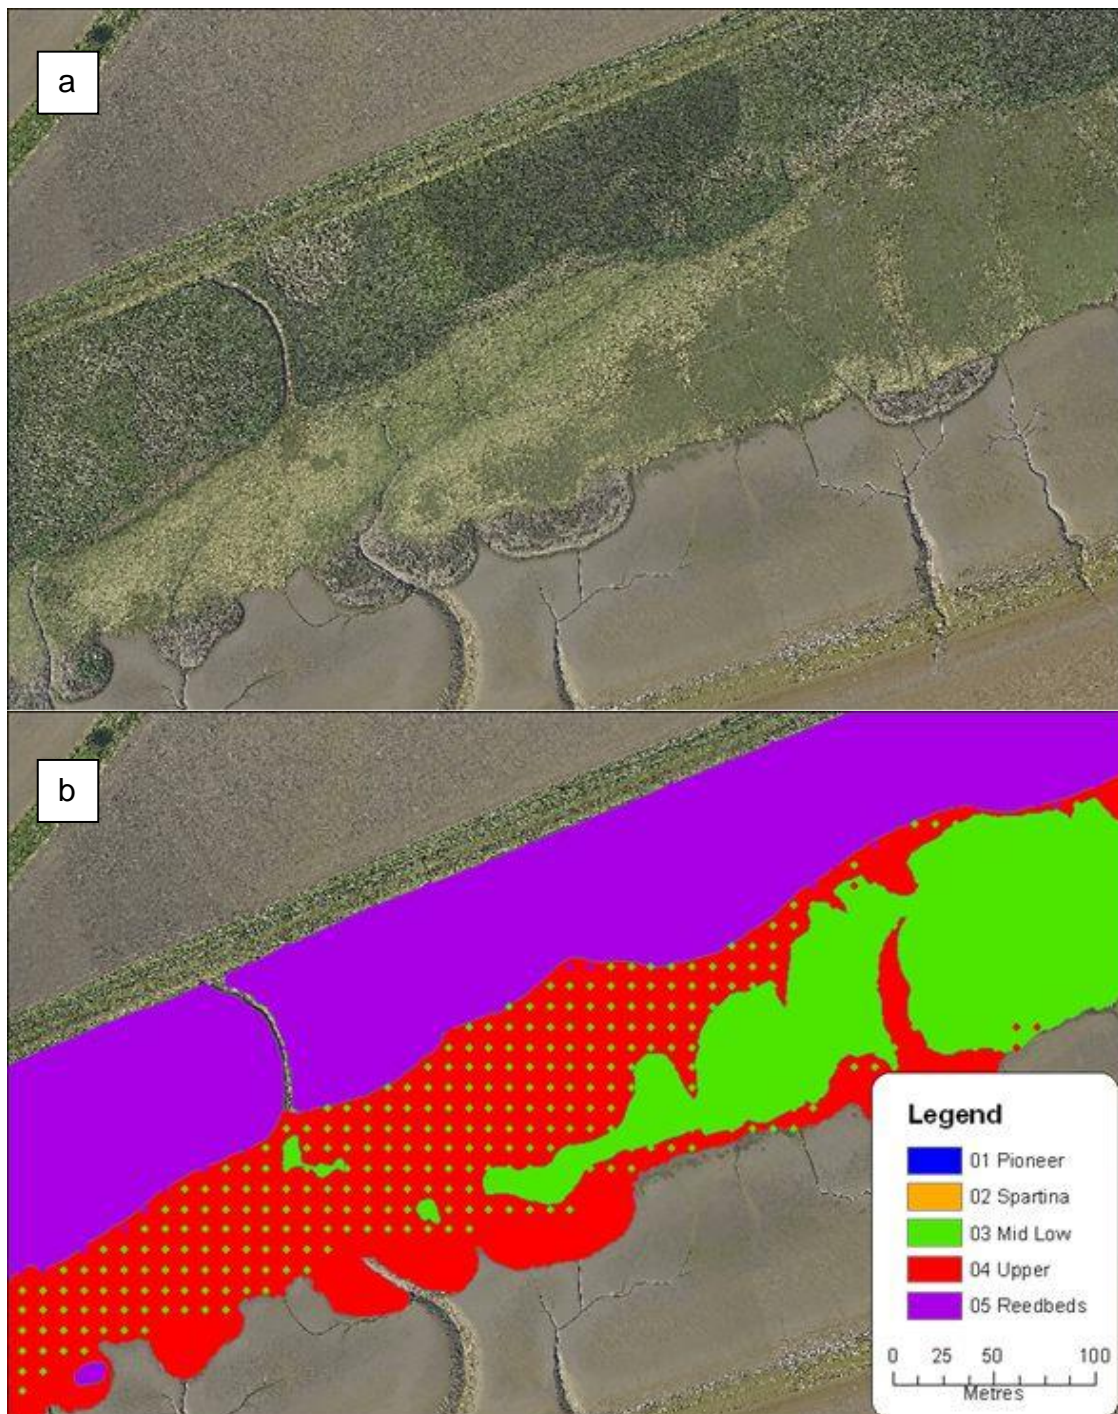 a
b
Legend
01 Pioneer
02 Spartina
03 Mid Low
04 Upper
05 Reedbeds
0 25 50 100
Metres